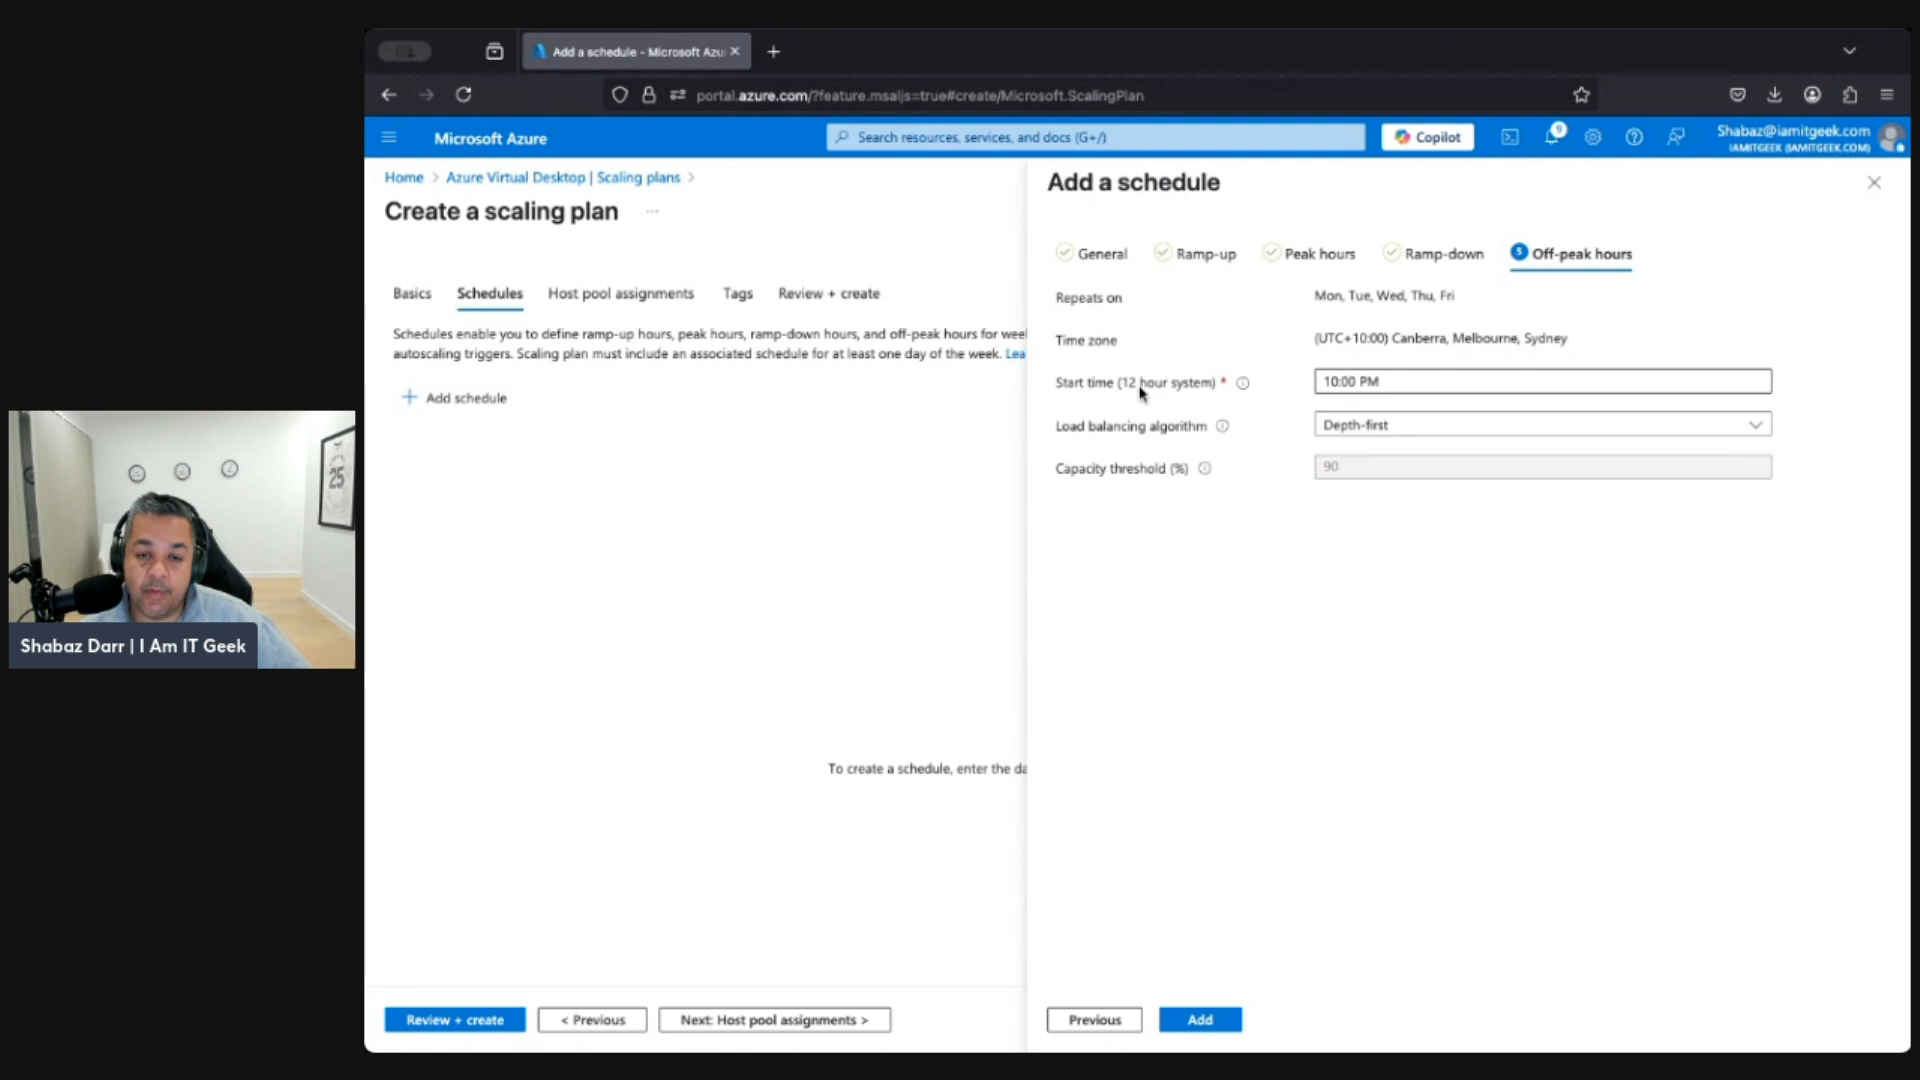 Add a schedule - Microsoft Azu
portal.azure.com/?feature.msaljs=true#create/Microsoft.ScalingPlan
Microsoft Azure
Search resources, services, and docs (G+/)
Copilot
9
Shabaz@iamitgeek.com
IAMITGEEK (IAMITGEEK.COM)
Home > Azure Virtual Desktop | Scaling plans >
Create a scaling plan
Basics Schedules Host pool assignments Tags Review + create
Schedules enable you to define ramp-up hours, peak hours, ramp-down hours, and off-peak hours for wee
autoscaling triggers. Scaling plan must include an associated schedule for at least one day of the week. Lea
+ Add schedule
To create a schedule, enter the da
Review + create
< Previous
Next: Host pool assignments >
Add a schedule
General Ramp-up Peak hours Ramp-down 5 Off-peak hours
Repeats on Mon, Tue, Wed, Thu, Fri
Time zone (UTC+10:00) Canberra, Melbourne, Sydney
Start time (12 hour system) * 10:00 PM
Load balancing algorithm Depth-first
Capacity threshold (%) 90
Previous
Add
25
Shabaz Darr | I Am IT Geek